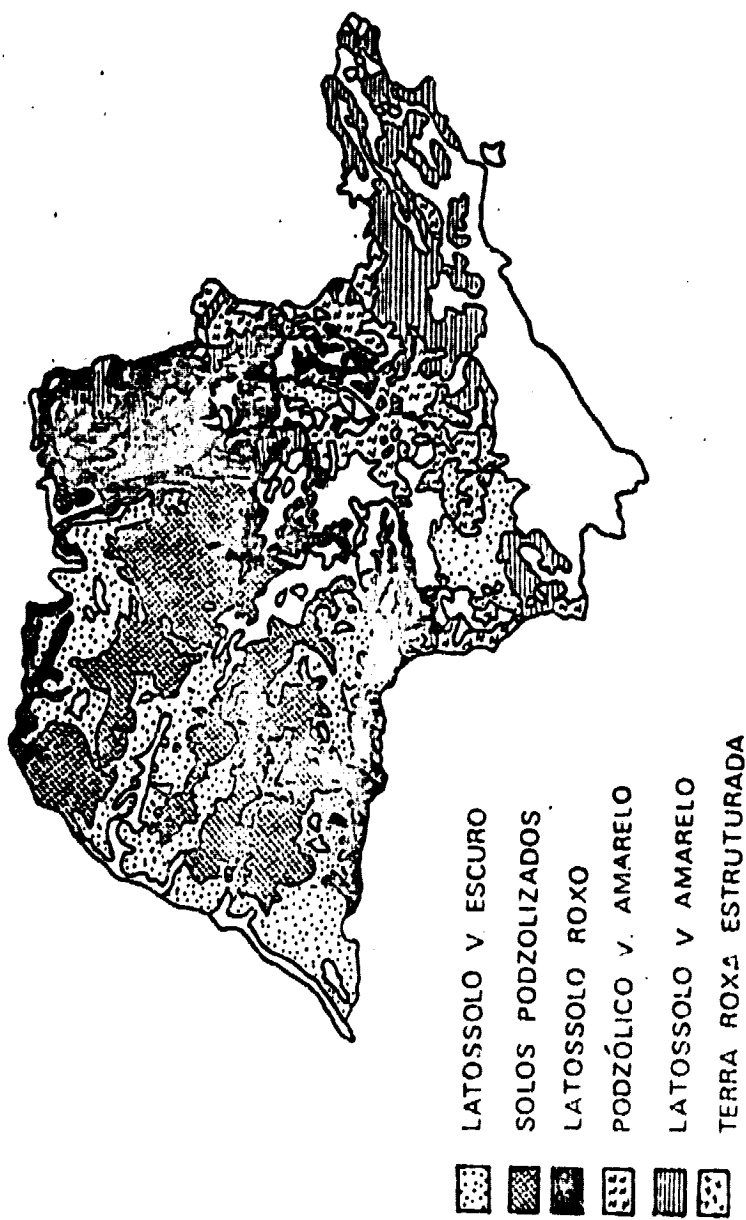 LATOSSOLO V. ESCURO
SOLOS PODZOLIZADOS
LATOSSOLO ROXO
PODZÓLICO V. AMARELO
LATOSSOLO V AMARELO
TERRA ROXA ESTRUTURADA